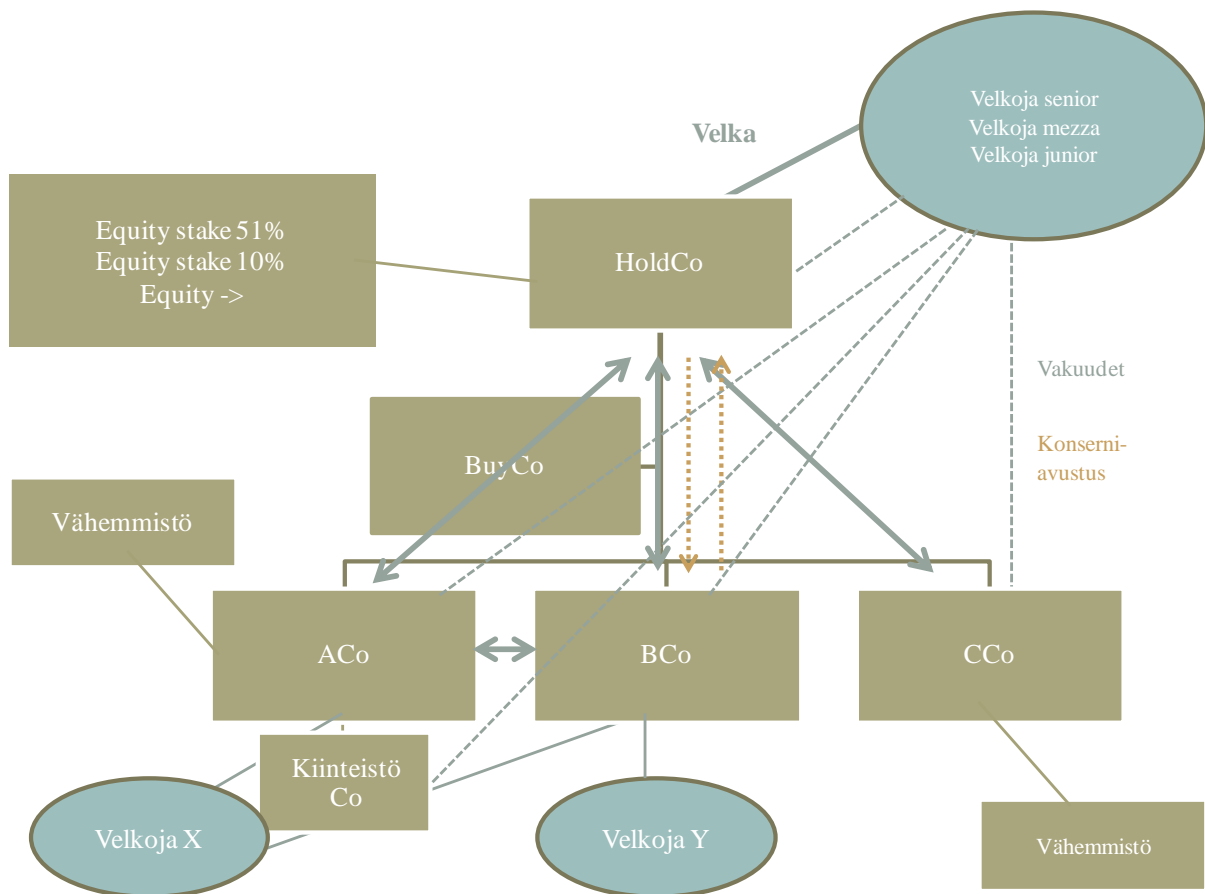 Velkoja senior
Velkoja mezza
Velkoja junior
Velka
Equity stake 51%
Equity stake 10%
Equity ->
HoldCo
Vakuudet
Konserni-
avustus
BuyCo
Vähemmistö
ACo
BCo
CCo
Kiinteistö
Co
Velkoja X
Velkoja Y
Vähemmistö